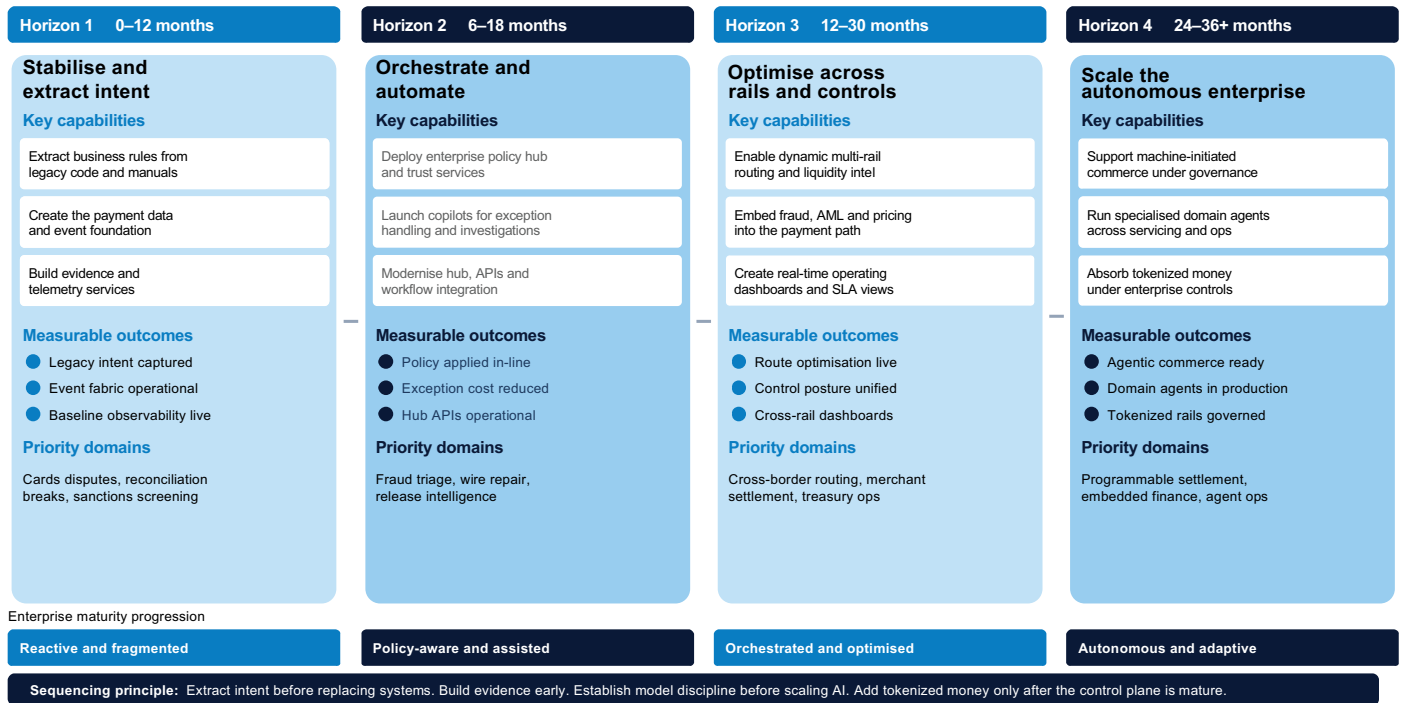 Horizon 1 0–12 months
Stabilise and
extract intent
Key capabilities
Extract business rules from
legacy code and manuals
Create the payment data
and event foundation
Build evidence and
telemetry services
Measurable outcomes
Legacy intent captured
Event fabric operational
Baseline observability live
Priority domains
Cards disputes, reconciliation
breaks, sanctions screening
Horizon 2 6–18 months
Orchestrate and
automate
Key capabilities
Deploy enterprise policy hub
and trust services
Launch copilots for exception
handling and investigations
Modernise hub, APIs and
workflow integration
Measurable outcomes
Policy applied in-line
Exception cost reduced
Hub APIs operational
Priority domains
Fraud triage, wire repair,
release intelligence
Horizon 3 12–30 months
Optimise across
rails and controls
Key capabilities
Enable dynamic multi-rail
routing and liquidity intel
Embed fraud, AML and pricing
into the payment path
Create real-time operating
dashboards and SLA views
Measurable outcomes
Route optimisation live
Control posture unified
Cross-rail dashboards
Priority domains
Cross-border routing, merchant
settlement, treasury ops
Horizon 4 24–36+ months
Scale the
autonomous enterprise
Key capabilities
Support machine-initiated
commerce under governance
Run specialised domain agents
across servicing and ops
Absorb tokenized money
under enterprise controls
Measurable outcomes
Agentic commerce ready
Domain agents in production
Tokenized rails governed
Priority domains
Programmable settlement,
embedded finance, agent ops
Enterprise maturity progression
Reactive and fragmented
Policy-aware and assisted
Orchestrated and optimised
Autonomous and adaptive
Sequencing principle: Extract intent before replacing systems. Build evidence early. Establish model discipline before scaling AI. Add tokenized money only after the control plane is mature.